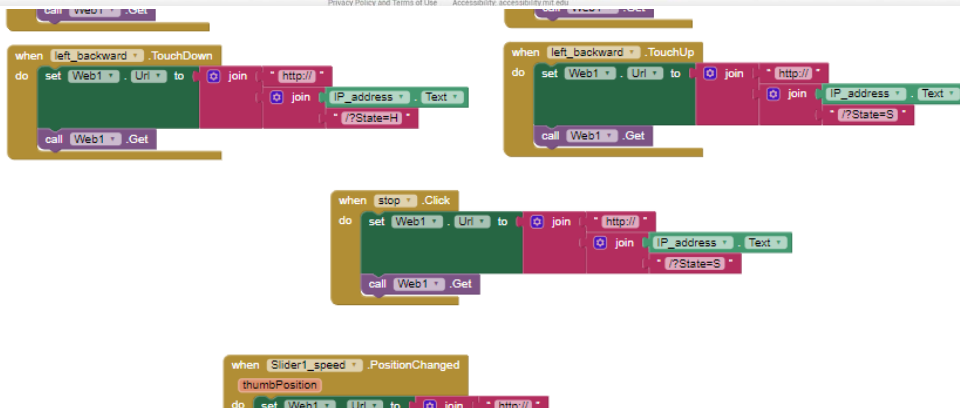 Privacy Policy and Terms of Use Accessibility: accessibility.mit.edu
call Web1 .Get
call Web1 .Get
when left_backward .TouchDown
do set Web1 . Url to join " http:// "
join IP_address . Text
" /?State=H "
call Web1 .Get
when left_backward .TouchUp
do set Web1 . Url to join " http:// "
join IP_address . Text
" /?State=S "
call Web1 .Get
when stop .Click
do set Web1 . Url to join " http:// "
join IP_address . Text
" /?State=S "
call Web1 .Get
when Slider1_speed .PositionChanged
thumbPosition
do set Web1 . Url to join " http:// "